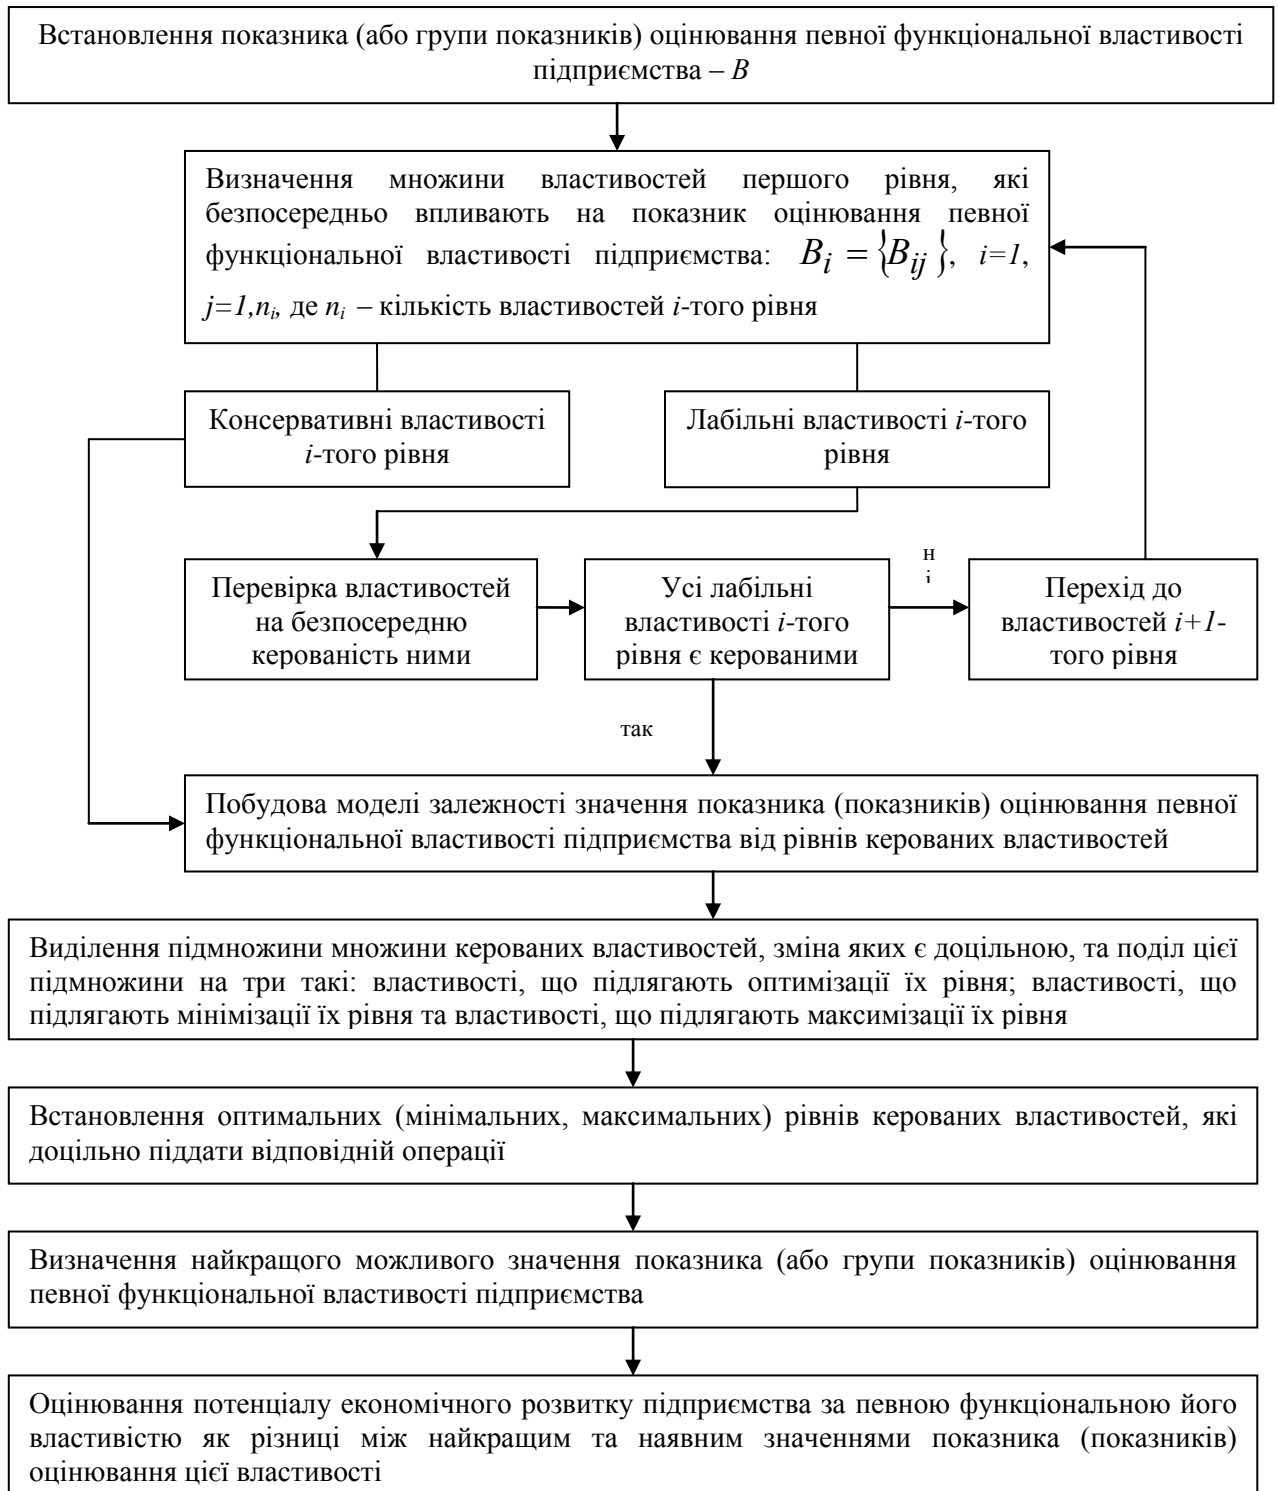 Встановлення показника (або групи показників) оцінювання певної функціональної властивості
підприємства – B
Визначення множини властивостей першого рівня, які
безпосередньо впливають на показник оцінювання певної
функціональної властивості підприємства: B_i = {B_ij}, i=1,
j=1,n_i, де n_i – кількість властивостей i-того рівня
Консервативні властивості
i-того рівня
Лабільні властивості i-того
рівня
Перевірка властивостей
на безпосередню
керованість ними
Усі лабільні
властивості i-того
рівня є керованими
н
і
Перехід до
властивостей i+1-
того рівня
так
Побудова моделі залежності значення показника (показників) оцінювання певної
функціональної властивості підприємства від рівнів керованих властивостей
Виділення підмножини множини керованих властивостей, зміна яких є доцільною, та поділ цієї
підмножини на три такі: властивості, що підлягають оптимізації їх рівня; властивості, що
підлягають мінімізації їх рівня та властивості, що підлягають максимізації їх рівня
Встановлення оптимальних (мінімальних, максимальних) рівнів керованих властивостей, які
доцільно піддати відповідній операції
Визначення найкращого можливого значення показника (або групи показників) оцінювання
певної функціональної властивості підприємства
Оцінювання потенціалу економічного розвитку підприємства за певною функціональною його
властивістю як різниці між найкращим та наявним значеннями показника (показників)
оцінювання цієї властивості